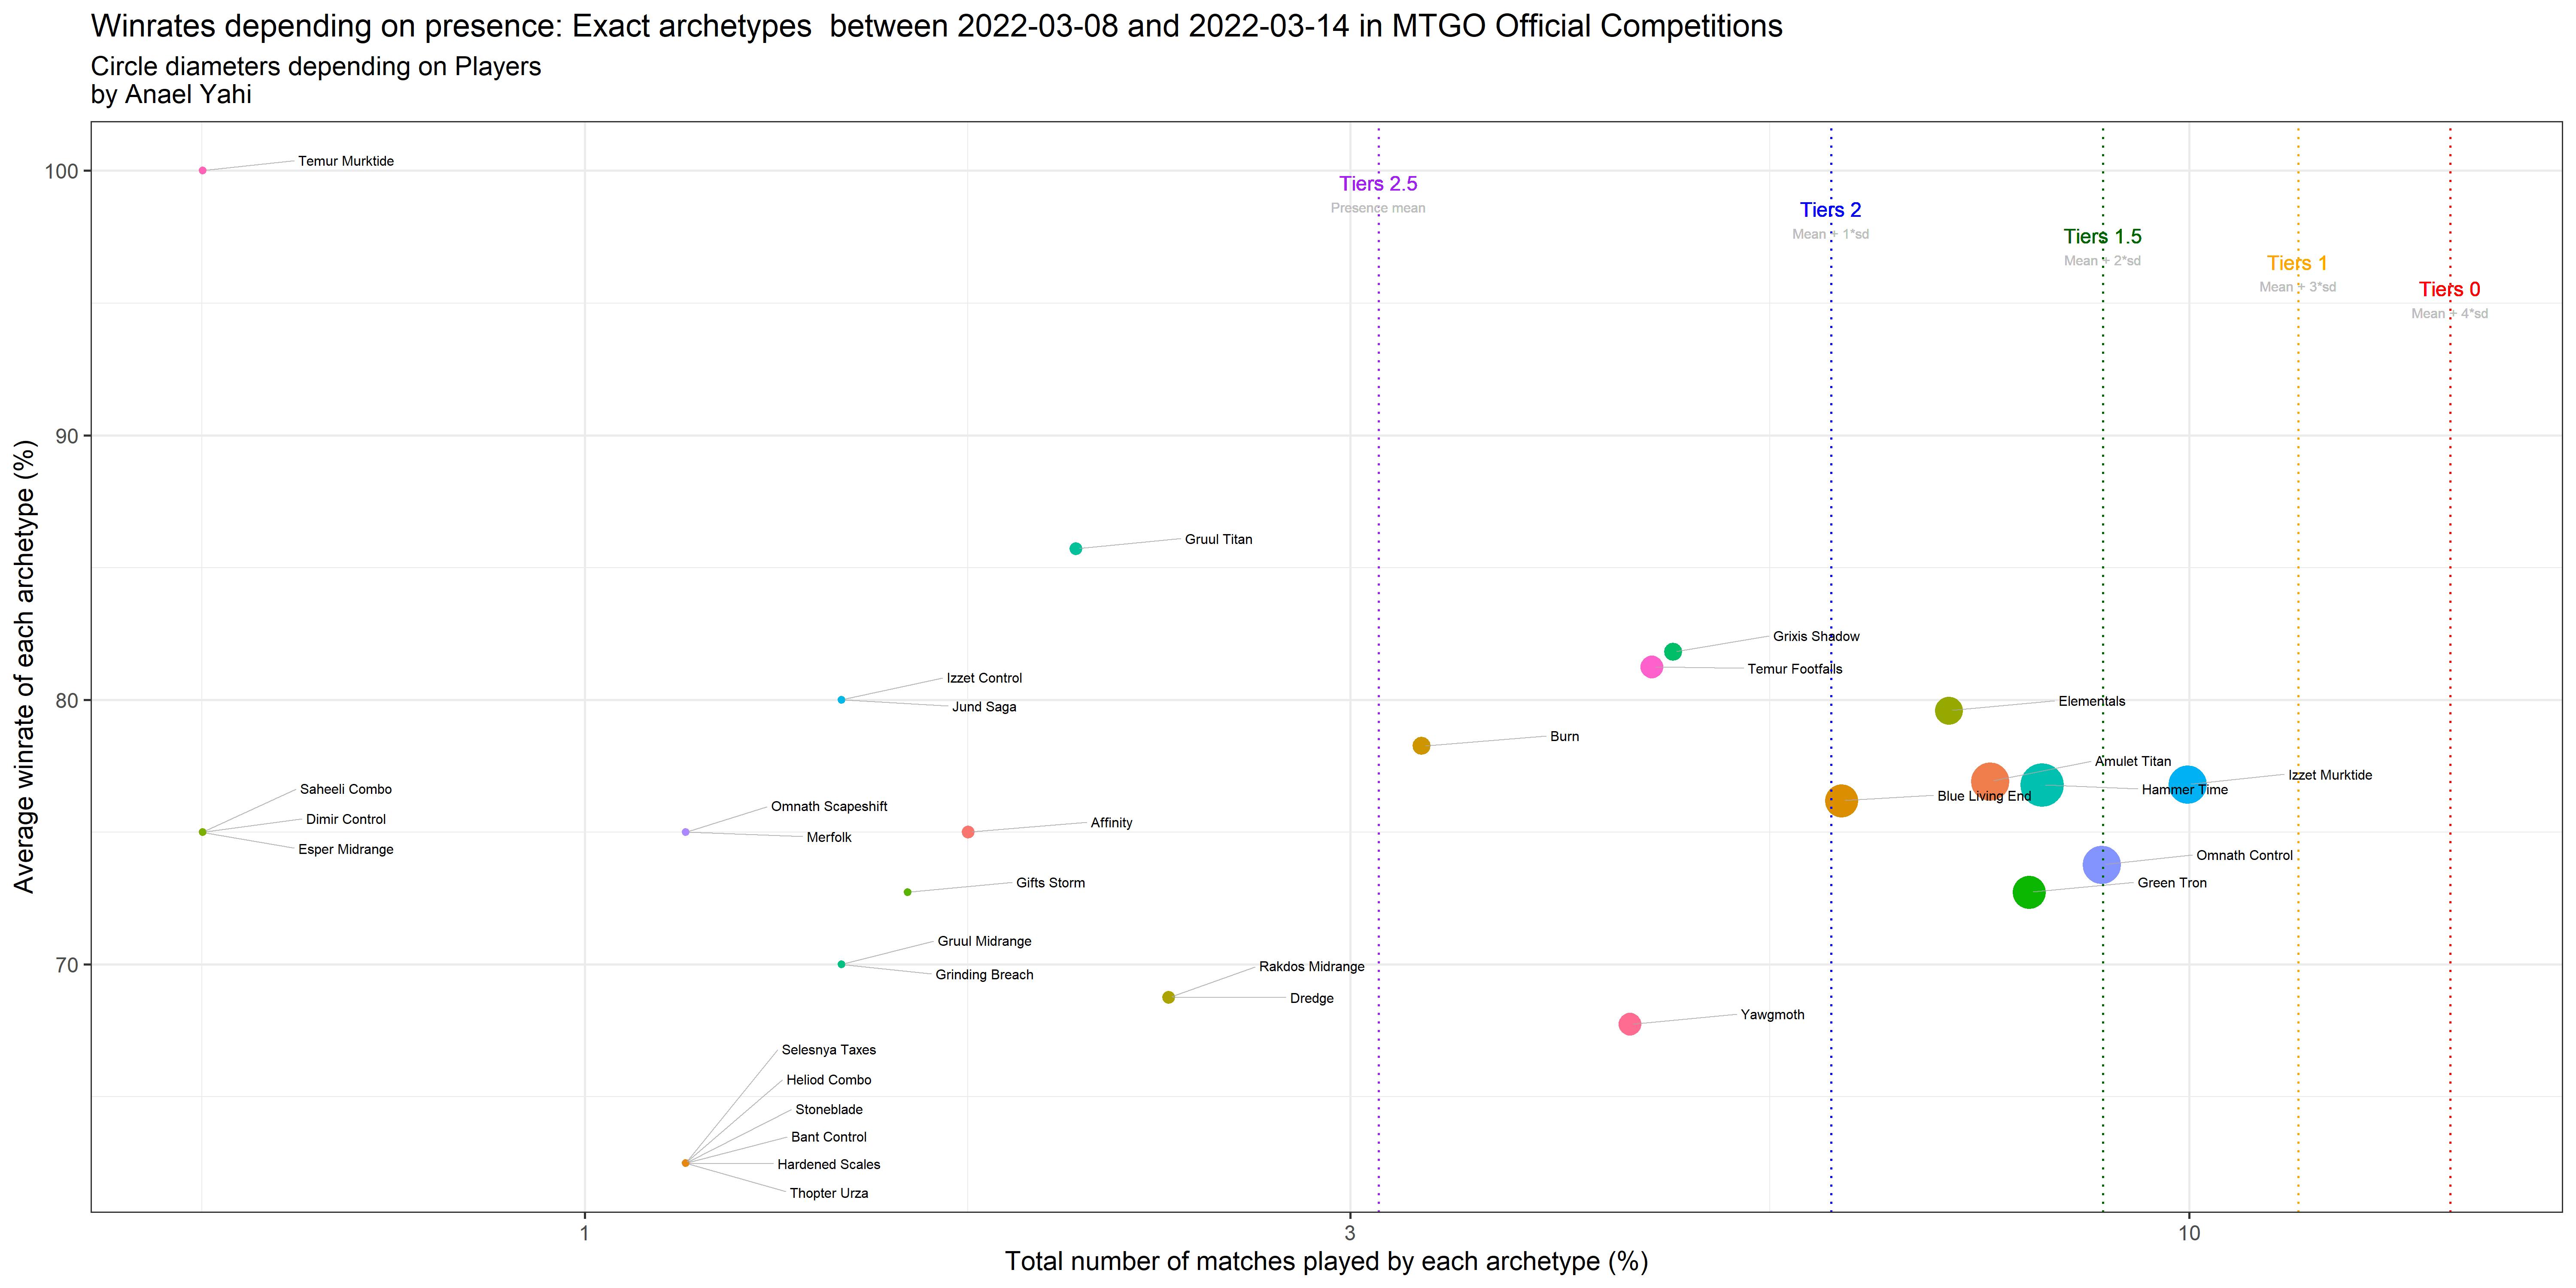 Winrates depending on presence: Exact archetypes  between 2022-03-08 and 2022-03-14 in MTGO Official Competitions
Circle diameters depending on Players
by Anael Yahi
Average winrate of each archetype (%)
100
90
80
70
Temur Murktide
Tiers 2.5
Presence mean
Tiers 2
Mean + 1*sd
Tiers 1.5
Mean + 2*sd
Tiers 1
Mean + 3*sd
Tiers 0
Mean + 4*sd
Gruul Titan
Grixis Shadow
Temur Footfalls
Izzet Control
Jund Saga
Elementals
Burn
Amulet Titan
Izzet Murktide
Hammer Time
Blue Living End
Saheeli Combo
Dimir Control
Esper Midrange
Omnath Scapeshift
Merfolk
Affinity
Omnath Control
Gifts Storm
Green Tron
Gruul Midrange
Grinding Breach
Rakdos Midrange
Dredge
Yawgmoth
Selesnya Taxes
Heliod Combo
Stoneblade
Bant Control
Hardened Scales
Thopter Urza
1
3
10
Total number of matches played by each archetype (%)